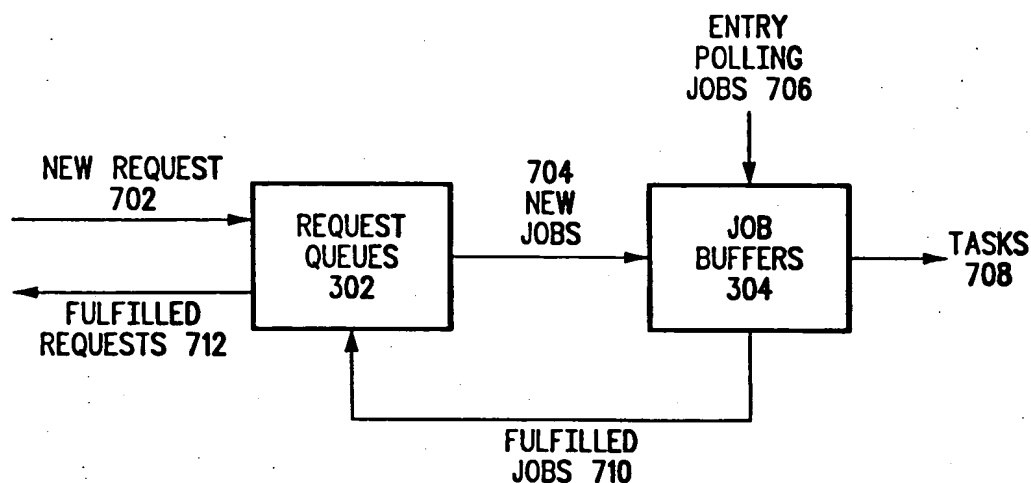 ENTRY
POLLING
JOBS 706
NEW REQUEST
702
704
NEW
JOBS
REQUEST
QUEUES
302
JOB
BUFFERS
304
TASKS
708
FULFILLED
REQUESTS 712
FULFILLED
JOBS 710